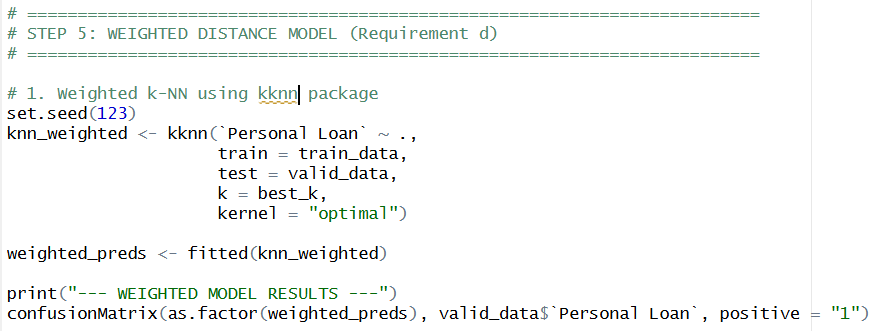 # ==========================================================================
# STEP 5: WEIGHTED DISTANCE MODEL (Requirement d)
# ==========================================================================
# 1. Weighted k-NN using kknn package
set.seed(123)
knn_weighted <- kknn(`Personal Loan` ~ .,
train = train_data,
test = valid_data,
k = best_k,
kernel = "optimal")
weighted_preds <- fitted(knn_weighted)
print("--- WEIGHTED MODEL RESULTS ---")
confusionMatrix(as.factor(weighted_preds), valid_data$`Personal Loan`, positive = "1")